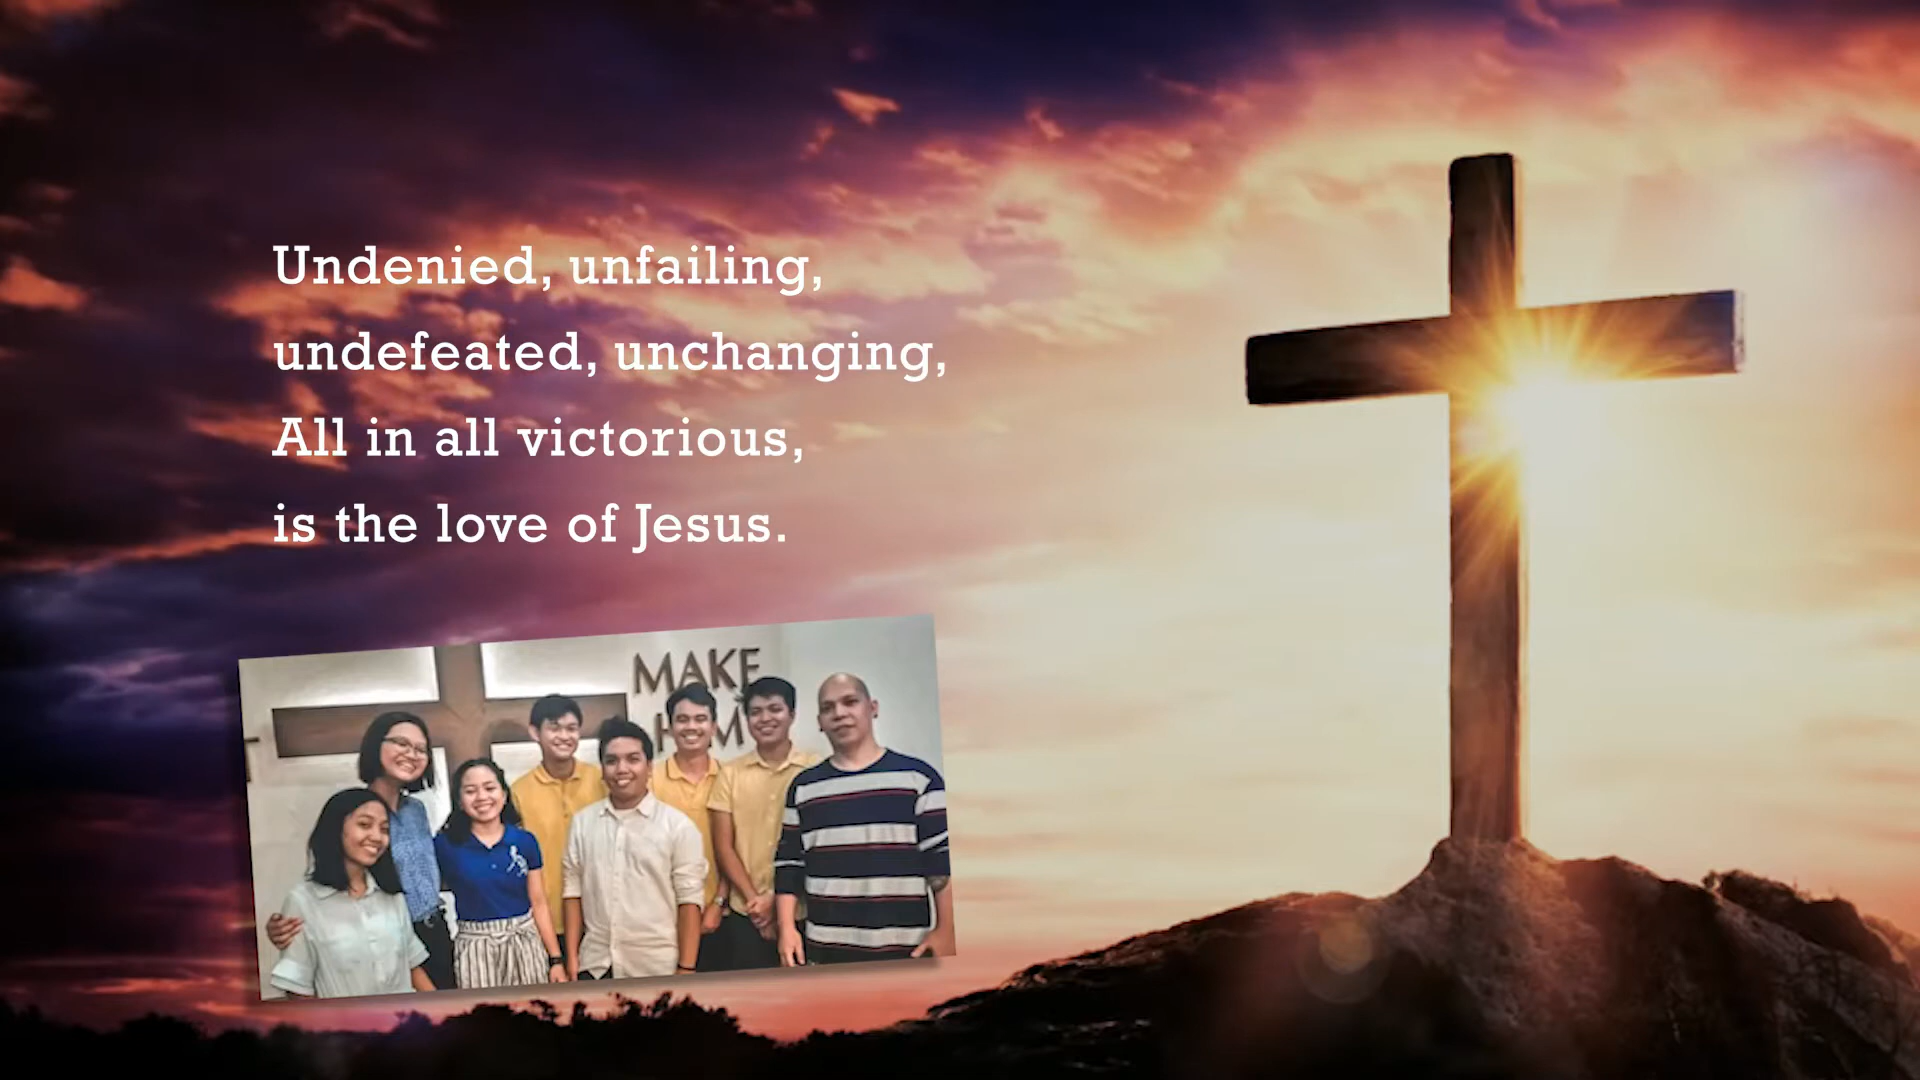 Undenied, unfailing,
undefeated, unchanging,
All in all victorious,
is the love of Jesus.
MAKE